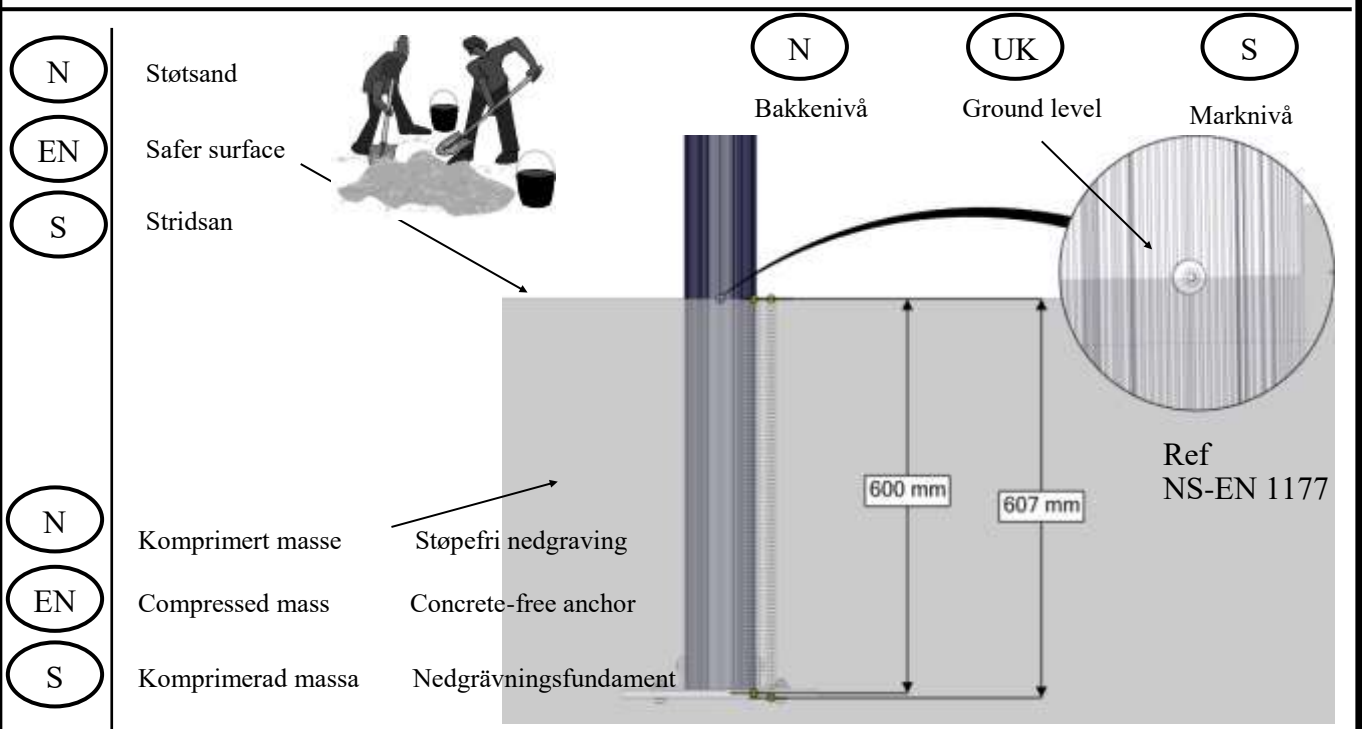 N
UK
S
N
Støtsand
Bakkenivå
Ground level
Marknivå
EN
Safer surface
S
Stridsan
Ref
NS-EN 1177
600 mm
607 mm
N
Komprimert masse
Støpefri nedgraving
EN
Compressed mass
Concrete-free anchor
S
Komprimerad massa
Nedgrävningsfundament